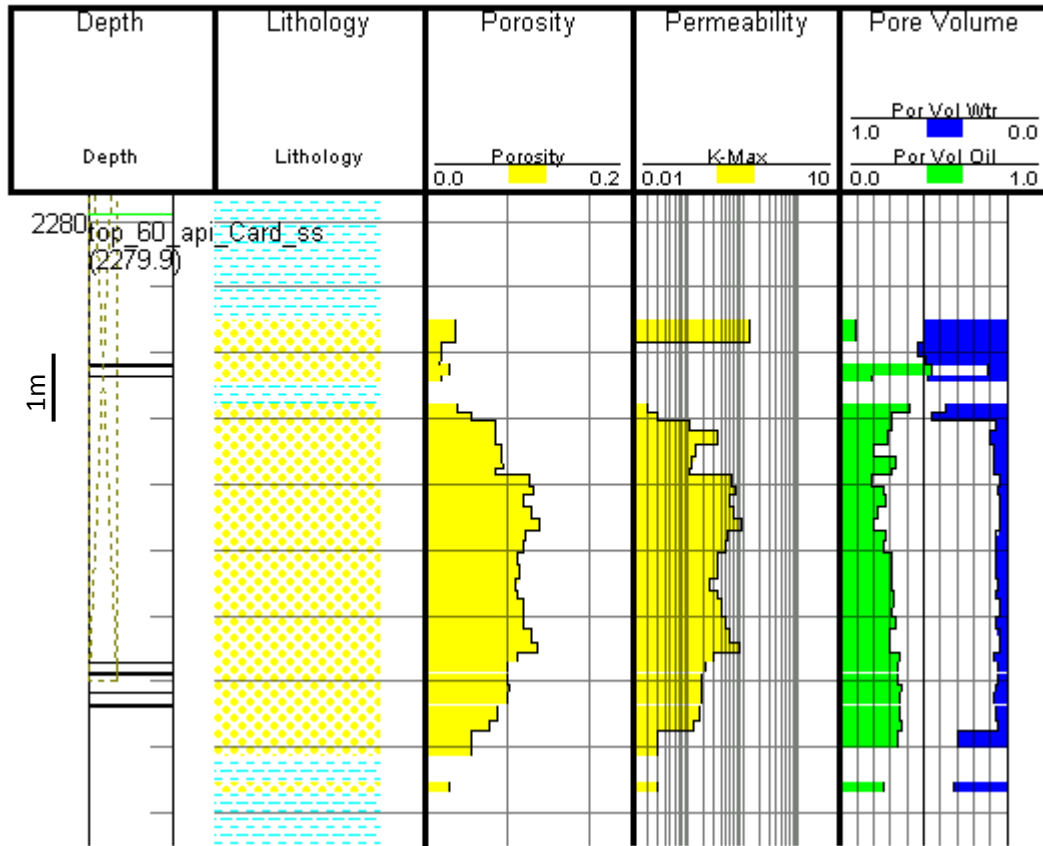 Depth Lithology Porosity Permeability Pore Volume
Por Vol Wtr
1.0 0.0
Depth Lithology Porosity K-Max Por Vol Oil
0.0 0.2 0.01 10 0.0 1.0
2280
top_60_api_Card_ss
(2279.9)
1m